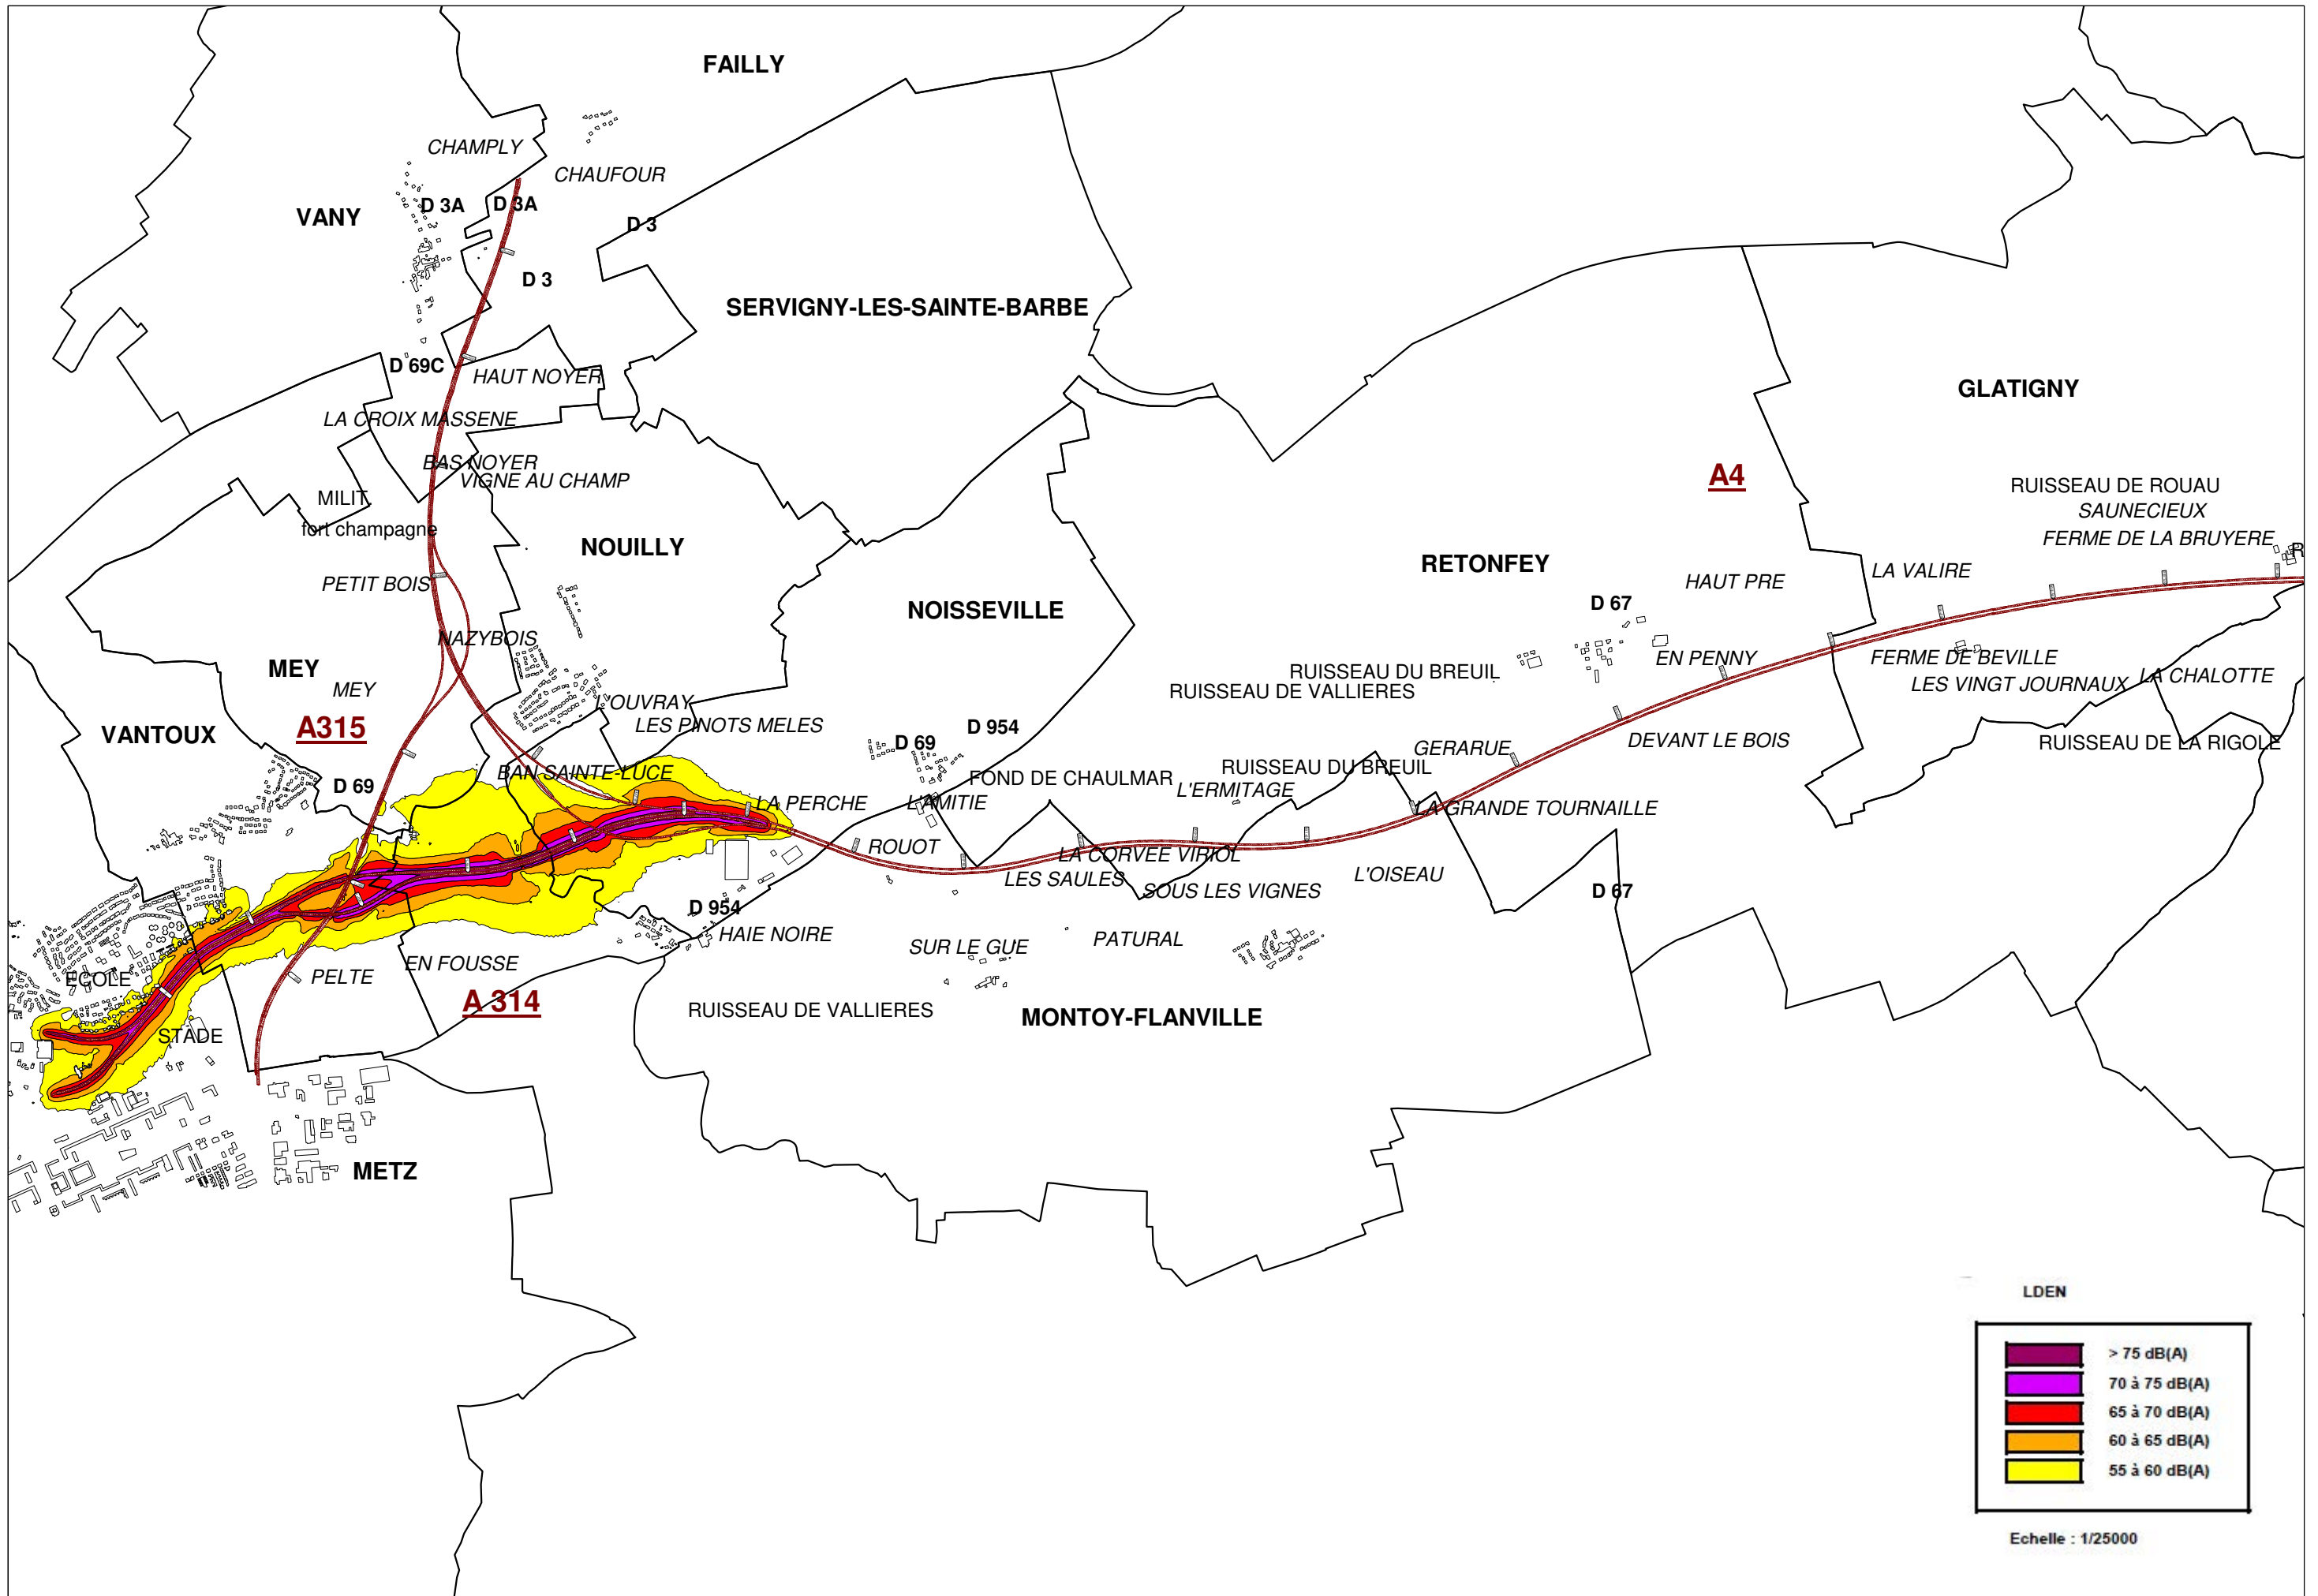 FAILLY
CHAMPLY
CHAUFOUR
VANY
D 3A
D 3A
D 3
D 3
SERVIGNY-LES-SAINTE-BARBE
D 69C
HAUT NOYER
GLATIGNY
LA CROIX MASSENE
BAS NOYER
VIGNE AU CHAMP
A4
MILIT.
fort champagne
RUISSEAU DE ROUAU
SAUNECIEUX
FERME DE LA BRUYERE
R
NOUILLY
RETONFEY
PETIT BOIS
HAUT PRE
LA VALIRE
NOISSEVILLE
D 67
NAZYBOIS
MEY
MEY
RUISSEAU DU BREUIL
RUISSEAU DE VALLIERES
EN PENNY
FERME DE BEVILLE
LES VINGT JOURNAUX
LA CHALOTTE
L'OUVRAY
LES PINOTS MELES
A315
VANTOUX
D 954
D 69
GERARUE
DEVANT LE BOIS
RUISSEAU DE LA RIGOLE
BAN SAINTE-LUCE
D 69
FOND DE CHAULMAR
RUISSEAU DU BREUIL
L'ERMITAGE
LA PERCHE
L'AMITIE
LA GRANDE TOURNAILLE
ROUOT
LA CORVEE VIRIOL
LES SAULES
SOUS LES VIGNES
L'OISEAU
D 67
D 954
HAIE NOIRE
SUR LE GUE
PATURAL
ECOLE
PELTE
EN FOUSSE
A 314
RUISSEAU DE VALLIERES
MONTOY-FLANVILLE
STADE
METZ
LDEN
> 75 dB(A)
70 à 75 dB(A)
65 à 70 dB(A)
60 à 65 dB(A)
55 à 60 dB(A)
Echelle : 1/25000